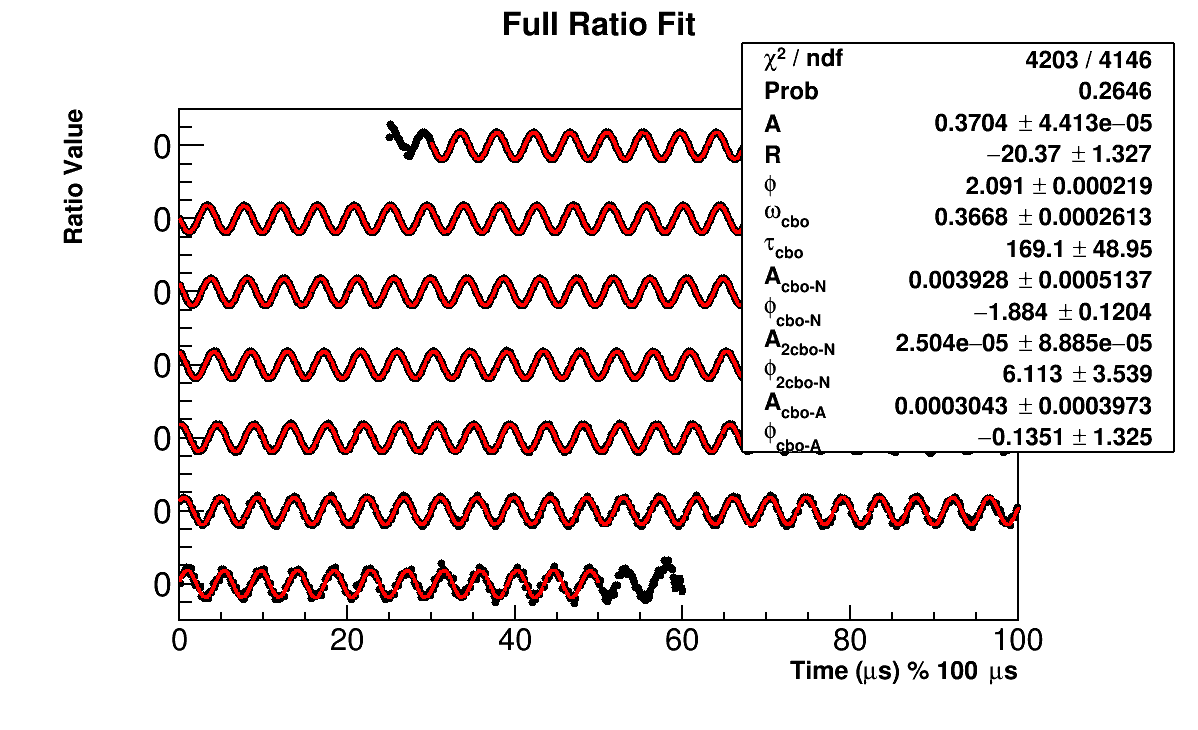 Full Ratio Fit
Ratio Value
χ² / ndf 4203 / 4146
Prob 0.2646
A 0.3704 ± 4.413e−05
R −20.37 ± 1.327
ϕ 2.091 ± 0.000219
ω_cbo 0.3668 ± 0.0002613
τ_cbo 169.1 ± 48.95
A_cbo-N 0.003928 ± 0.0005137
ϕ_cbo-N −1.884 ± 0.1204
A_2cbo-N 2.504e−05 ± 8.885e−05
ϕ_2cbo-N 6.113 ± 3.539
A_cbo-A 0.0003043 ± 0.0003973
ϕ_cbo-A −0.1351 ± 1.325
0
0
0
0
0
0
0
0 20 40 60 80 100
Time (μs) % 100 μs